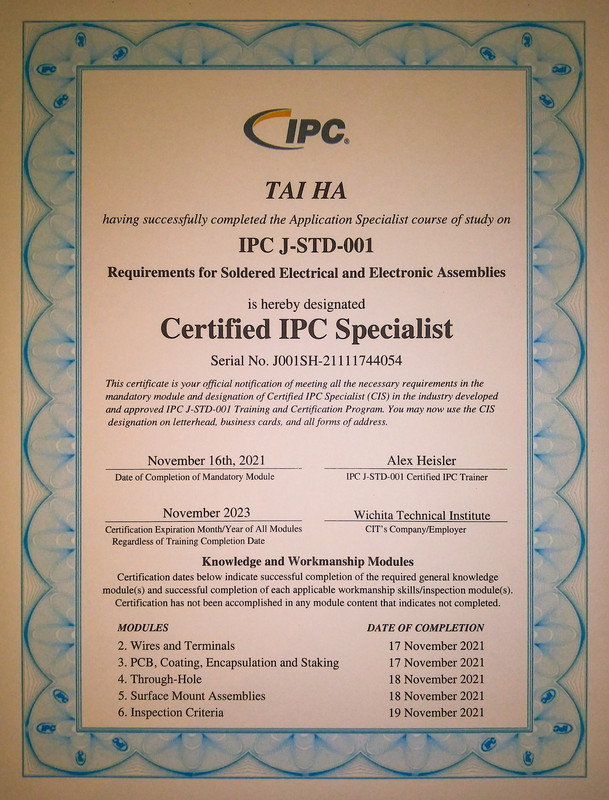 IPC®
TAI HA
having successfully completed the Application Specialist course of study on
IPC J-STD-001
Requirements for Soldered Electrical and Electronic Assemblies
is hereby designated
Certified IPC Specialist
Serial No. J001SH-21111744054
This certificate is your official notification of meeting all the necessary requirements in the
mandatory module and designation of Certified IPC Specialist (CIS) in the industry developed
and approved IPC J-STD-001 Training and Certification Program. You may now use the CIS
designation on letterhead, business cards, and all forms of address.
November 16th, 2021
Date of Completion of Mandatory Module
Alex Heisler
IPC J-STD-001 Certified IPC Trainer
November 2023
Certification Expiration Month/Year of All Modules
Regardless of Training Completion Date
Wichita Technical Institute
CIT's Company/Employer
Knowledge and Workmanship Modules
Certification dates below indicate successful completion of the required general knowledge
module(s) and successful completion of each applicable workmanship skills/inspection module(s).
Certification has not been accomplished in any module content that indicates not completed.
MODULES DATE OF COMPLETION
2. Wires and Terminals 17 November 2021
3. PCB, Coating, Encapsulation and Staking 17 November 2021
4. Through-Hole 18 November 2021
5. Surface Mount Assemblies 18 November 2021
6. Inspection Criteria 19 November 2021